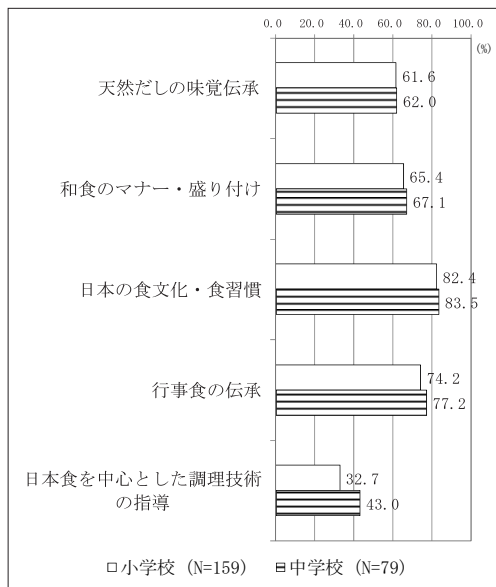 0.0 20.0 40.0 60.0 80.0 100.0
(%)
天然だしの味覚伝承
61.6
62.0
和食のマナー・盛り付け
65.4
67.1
日本の食文化・食習慣
82.4
83.5
行事食の伝承
74.2
77.2
日本食を中心とした調理技術
の指導
32.7
43.0
小学校 (N=159) 中学校 (N=79)